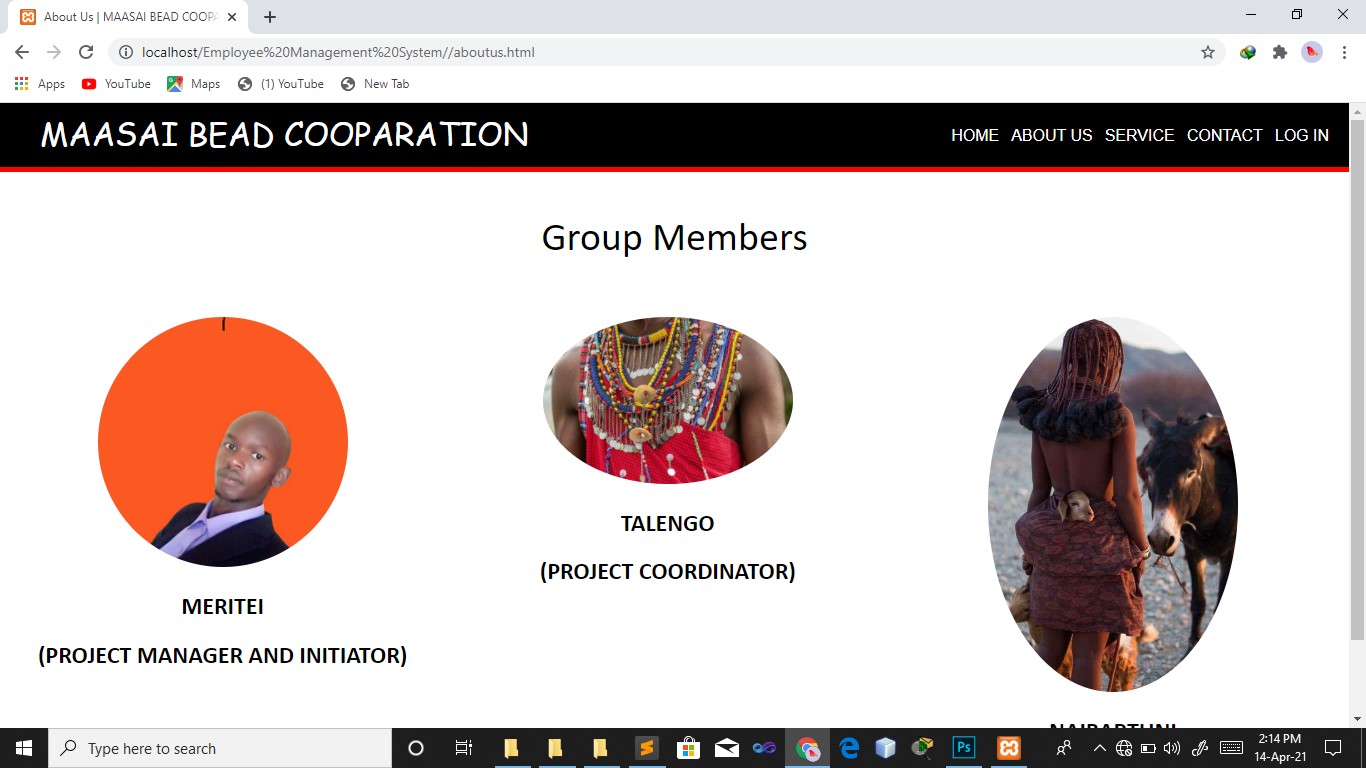 About Us | MAASAI BEAD COOPA
localhost/Employee%20Management%20System//aboutus.html
Apps YouTube Maps (1) YouTube New Tab
MAASAI BEAD COOPARATION
HOME ABOUT US SERVICE CONTACT LOG IN
Group Members
MERITEI
(PROJECT MANAGER AND INITIATOR)
TALENGO
(PROJECT COORDINATOR)
Type here to search
Ps
2:14 PM
14-Apr-21